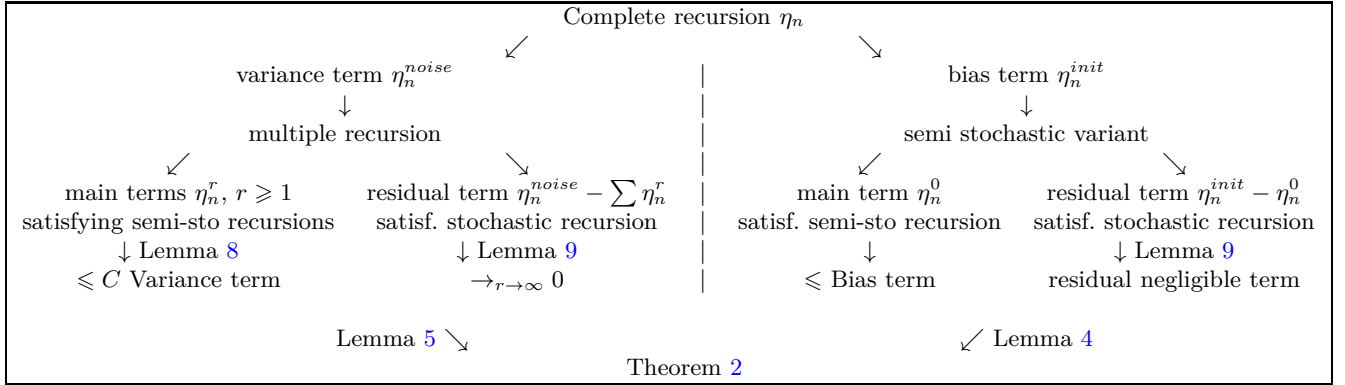 Complete recursion η_n
↙ ↘
variance term η_n^{noise} | bias term η_n^{init}
↓ | ↓
multiple recursion | semi stochastic variant
↙ ↘ | ↙ ↘
main terms η_n^r, r ⩾ 1 residual term η_n^{noise} − ∑ η_n^r | main term η_n^0 residual term η_n^{init} − η_n^0
satisfying semi-sto recursions satisf. stochastic recursion | satisf. semi-sto recursion satisf. stochastic recursion
↓ Lemma 8 ↓ Lemma 9 | ↓ ↓ Lemma 9
⩽ C Variance term →_{r→∞} 0 | ⩽ Bias term residual negligible term
Lemma 5 ↘ ↙ Lemma 4
Theorem 2